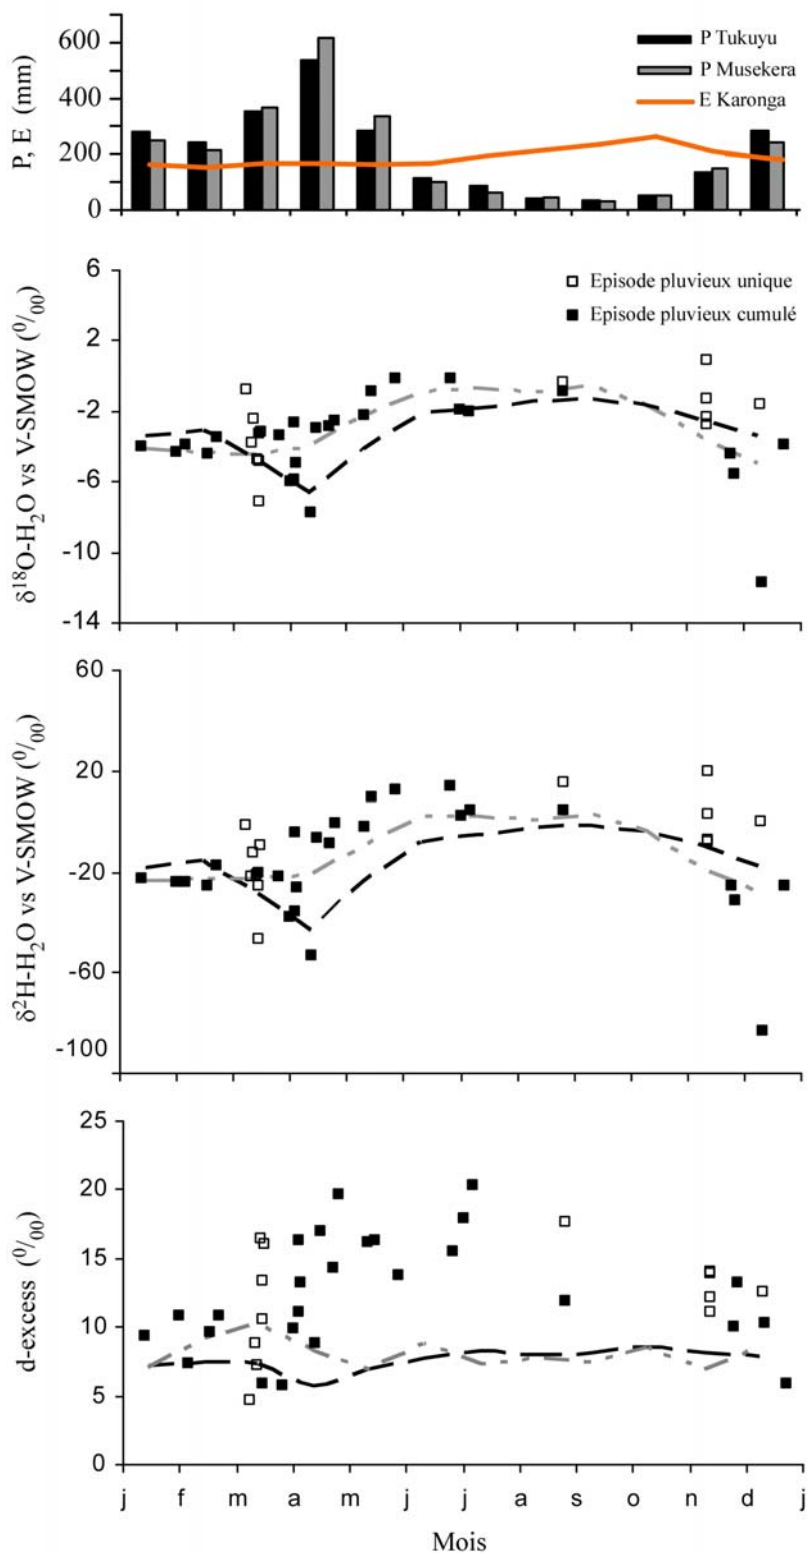 600
400
200
0
P, E (mm)
P Tukuyu
P Musekera
E Karonga
6
2
-2
-6
-10
-14
δ¹⁸O-H₂O vs V-SMOW (⁰/₀₀)
Episode pluvieux unique
Episode pluvieux cumulé
60
20
-20
-60
-100
δ²H-H₂O vs V-SMOW (⁰/₀₀)
25
20
15
10
5
0
d-excess (⁰/₀₀)
j f m a m j j a s o n d j
Mois